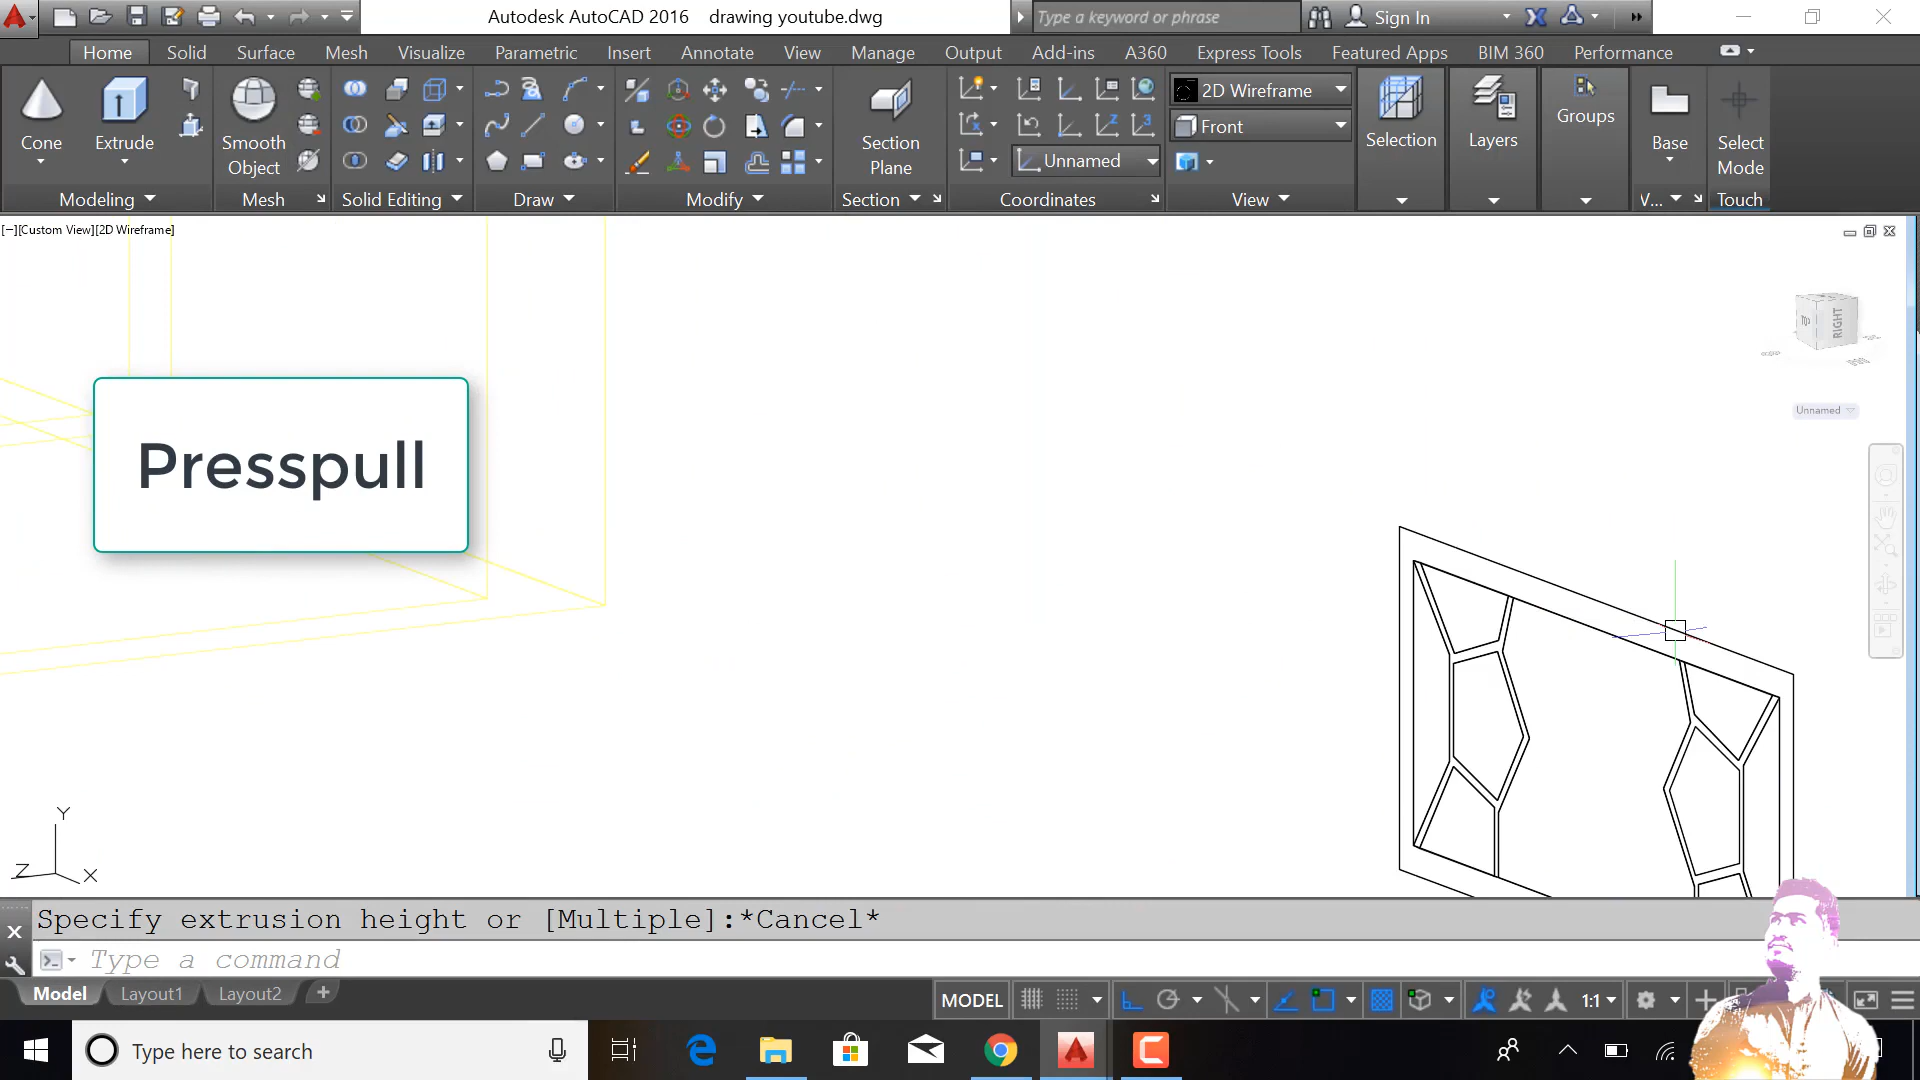 Autodesk AutoCAD 2016    drawing youtube.dwg
Type a keyword or phrase
Sign In
Home Solid Surface Mesh Visualize Parametric Insert Annotate View Manage Output Add-ins A360 Express Tools Featured Apps BIM 360 Performance
Cone
Extrude
Smooth
Object
Section
Plane
2D Wireframe
Front
Unnamed
Selection
Layers
Groups
Base
Select
Mode
Modeling
Mesh
Solid Editing
Draw
Modify
Section
Coordinates
View
V...
Touch
[−][Custom View][2D Wireframe]
TOP
RIGHT
Unnamed
Presspull
Y
Z
X
Specify extrusion height or [Multiple]:*Cancel*
Type a command
Model Layout1 Layout2 +
MODEL
1:1
Type here to search